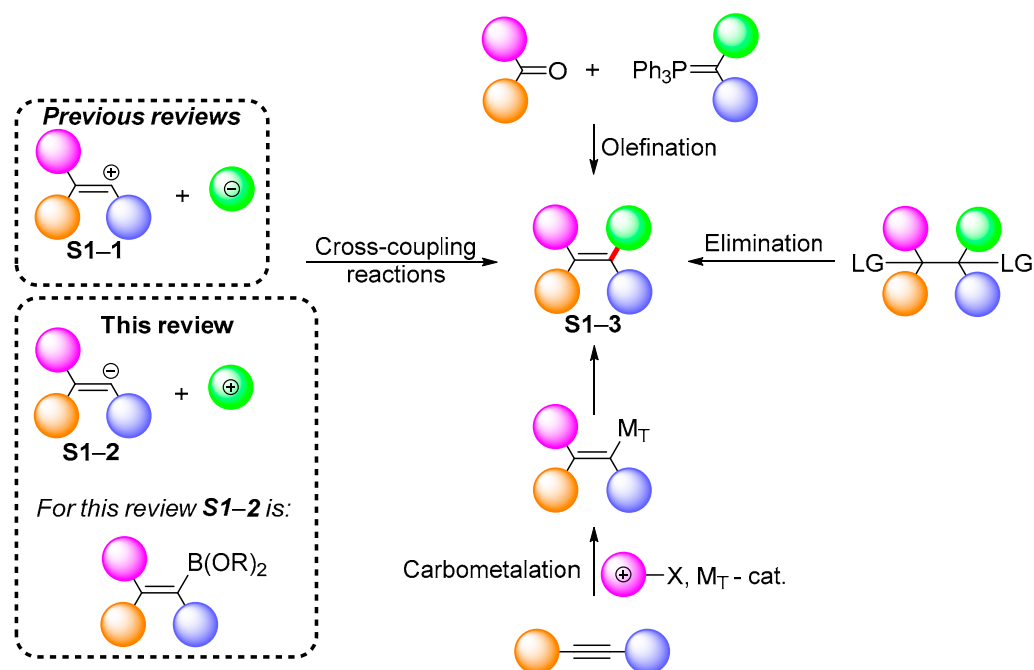 Previous reviews
⊕
+
⊖
S1–1
This review
⊖
+
⊕
S1–2
For this review S1–2 is:
B(OR)2
Cross-coupling
reactions
O + Ph3P
Olefination
S1–3
Elimination
LG
LG
MT
Carbometalation
⊕
X, MT - cat.